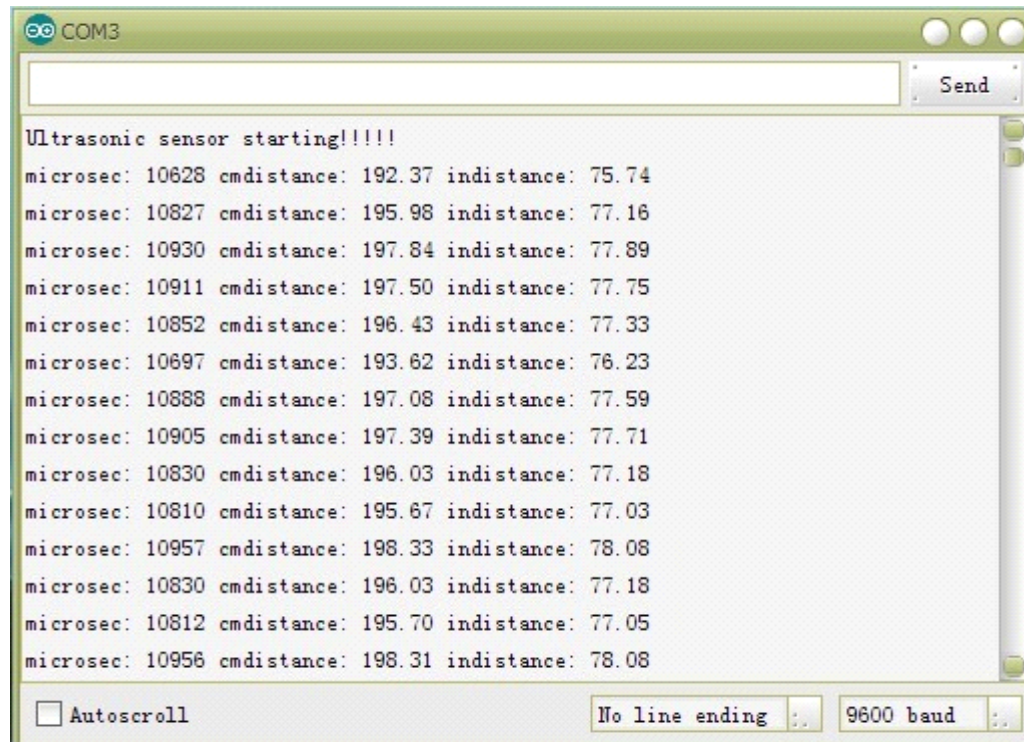 COM3
Send
Ultrasonic sensor starting!!!!!
microsec: 10628 cmdistance: 192.37 indistance: 75.74
microsec: 10827 cmdistance: 195.98 indistance: 77.16
microsec: 10930 cmdistance: 197.84 indistance: 77.89
microsec: 10911 cmdistance: 197.50 indistance: 77.75
microsec: 10852 cmdistance: 196.43 indistance: 77.33
microsec: 10697 cmdistance: 193.62 indistance: 76.23
microsec: 10888 cmdistance: 197.08 indistance: 77.59
microsec: 10905 cmdistance: 197.39 indistance: 77.71
microsec: 10830 cmdistance: 196.03 indistance: 77.18
microsec: 10810 cmdistance: 195.67 indistance: 77.03
microsec: 10957 cmdistance: 198.33 indistance: 78.08
microsec: 10830 cmdistance: 196.03 indistance: 77.18
microsec: 10812 cmdistance: 195.70 indistance: 77.05
microsec: 10956 cmdistance: 198.31 indistance: 78.08
Autoscroll No line ending 9600 baud